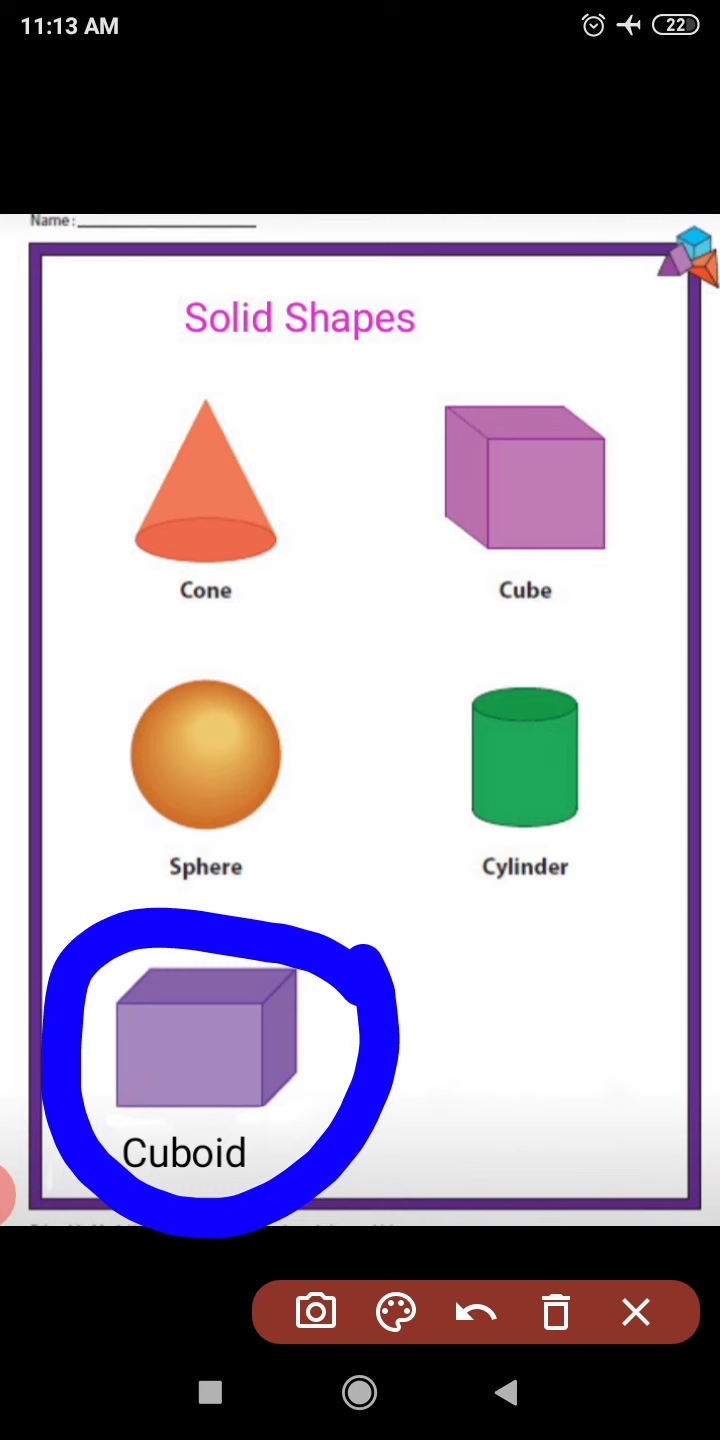 11:13 AM
22
Name:
Solid Shapes
Cone
Cube
Sphere
Cylinder
Cuboid